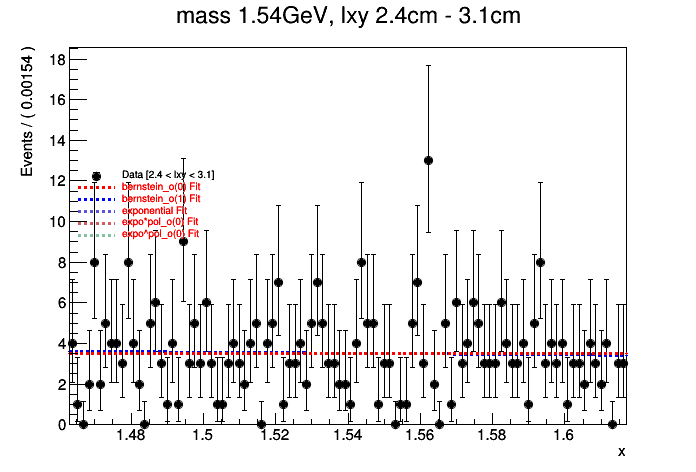 mass 1.54GeV, lxy 2.4cm - 3.1cm
Events / ( 0.00154 )
18
16
14
12
10
8
6
4
2
0
Data [2.4 < lxy < 3.1]
bernstein_o(0) Fit
bernstein_o(1) Fit
exponential Fit
expo*pol_o(0) Fit
expo^pol_o(0) Fit
1.48 1.5 1.52 1.54 1.56 1.58 1.6
x